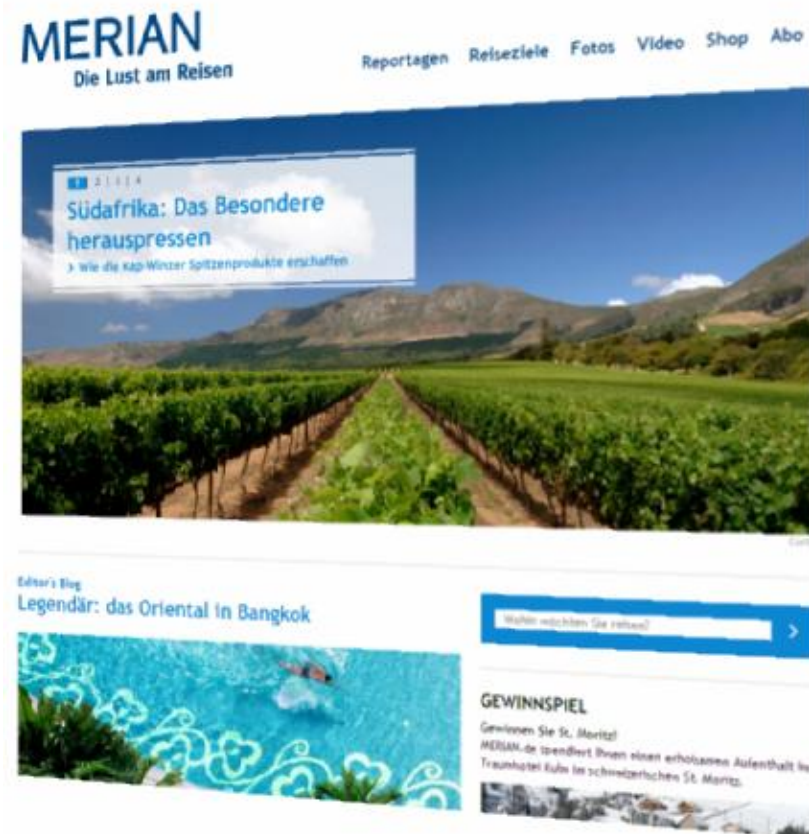 MERIAN
Die Lust am Reisen
Reportagen Reiseziele Fotos Video Shop Abo
1 2 | 3 | 4
Südafrika: Das Besondere
herauspressen
› Wie die Kap-Winzer Spitzenprodukte erschaffen
Editor's Blog
Legendär: das Oriental in Bangkok
Wohin möchten Sie reisen?
GEWINNSPIEL
Gewinnen Sie St. Moritz!
MERIAN.de spendiert Ihnen einen erholsamen Aufenthalt im
Traumhotel Kulm im schweizerischen St. Moritz.